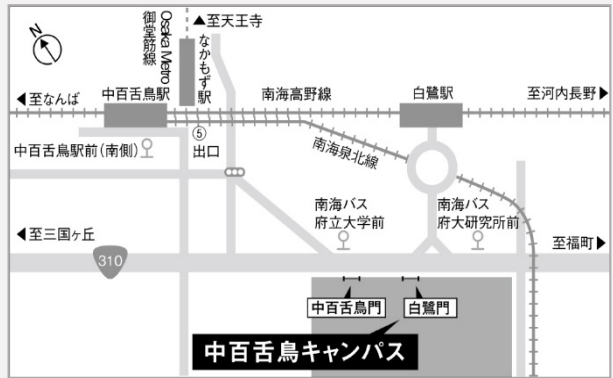 N
Osaka Metro
御堂筋線
▲至天王寺
なかもず駅
◀至なんば
中百舌鳥駅
南海高野線
白鷺駅
至河内長野▶
⑤
出口
中百舌鳥駅前(南側)
南海泉北線
南海バス
府立大学前
南海バス
府大研究所前
◀至三国ヶ丘
至福町▶
310
中百舌鳥門
白鷺門
中百舌鳥キャンパス